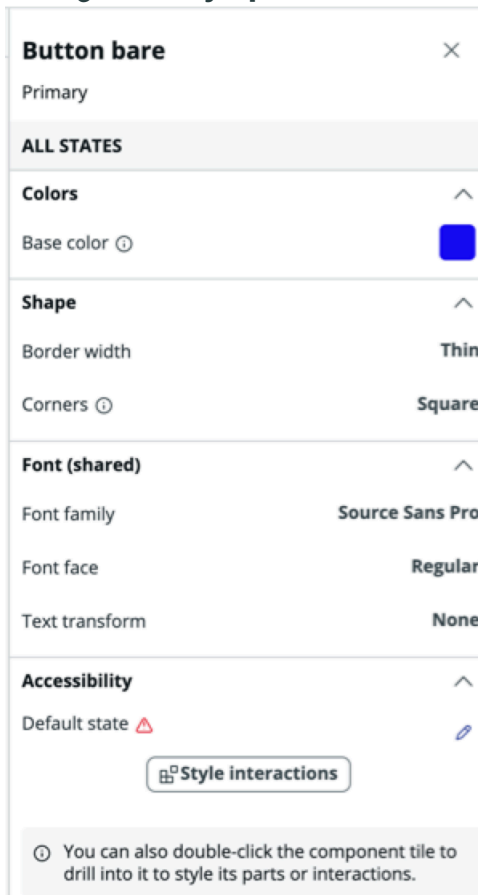 Button bare
Primary
ALL STATES
Colors
Base color
Shape
Border width Thin
Corners Square
Font (shared)
Font family Source Sans Pro
Font face Regular
Text transform None
Accessibility
Default state
Style interactions
You can also double-click the component tile to
drill into it to style its parts or interactions.